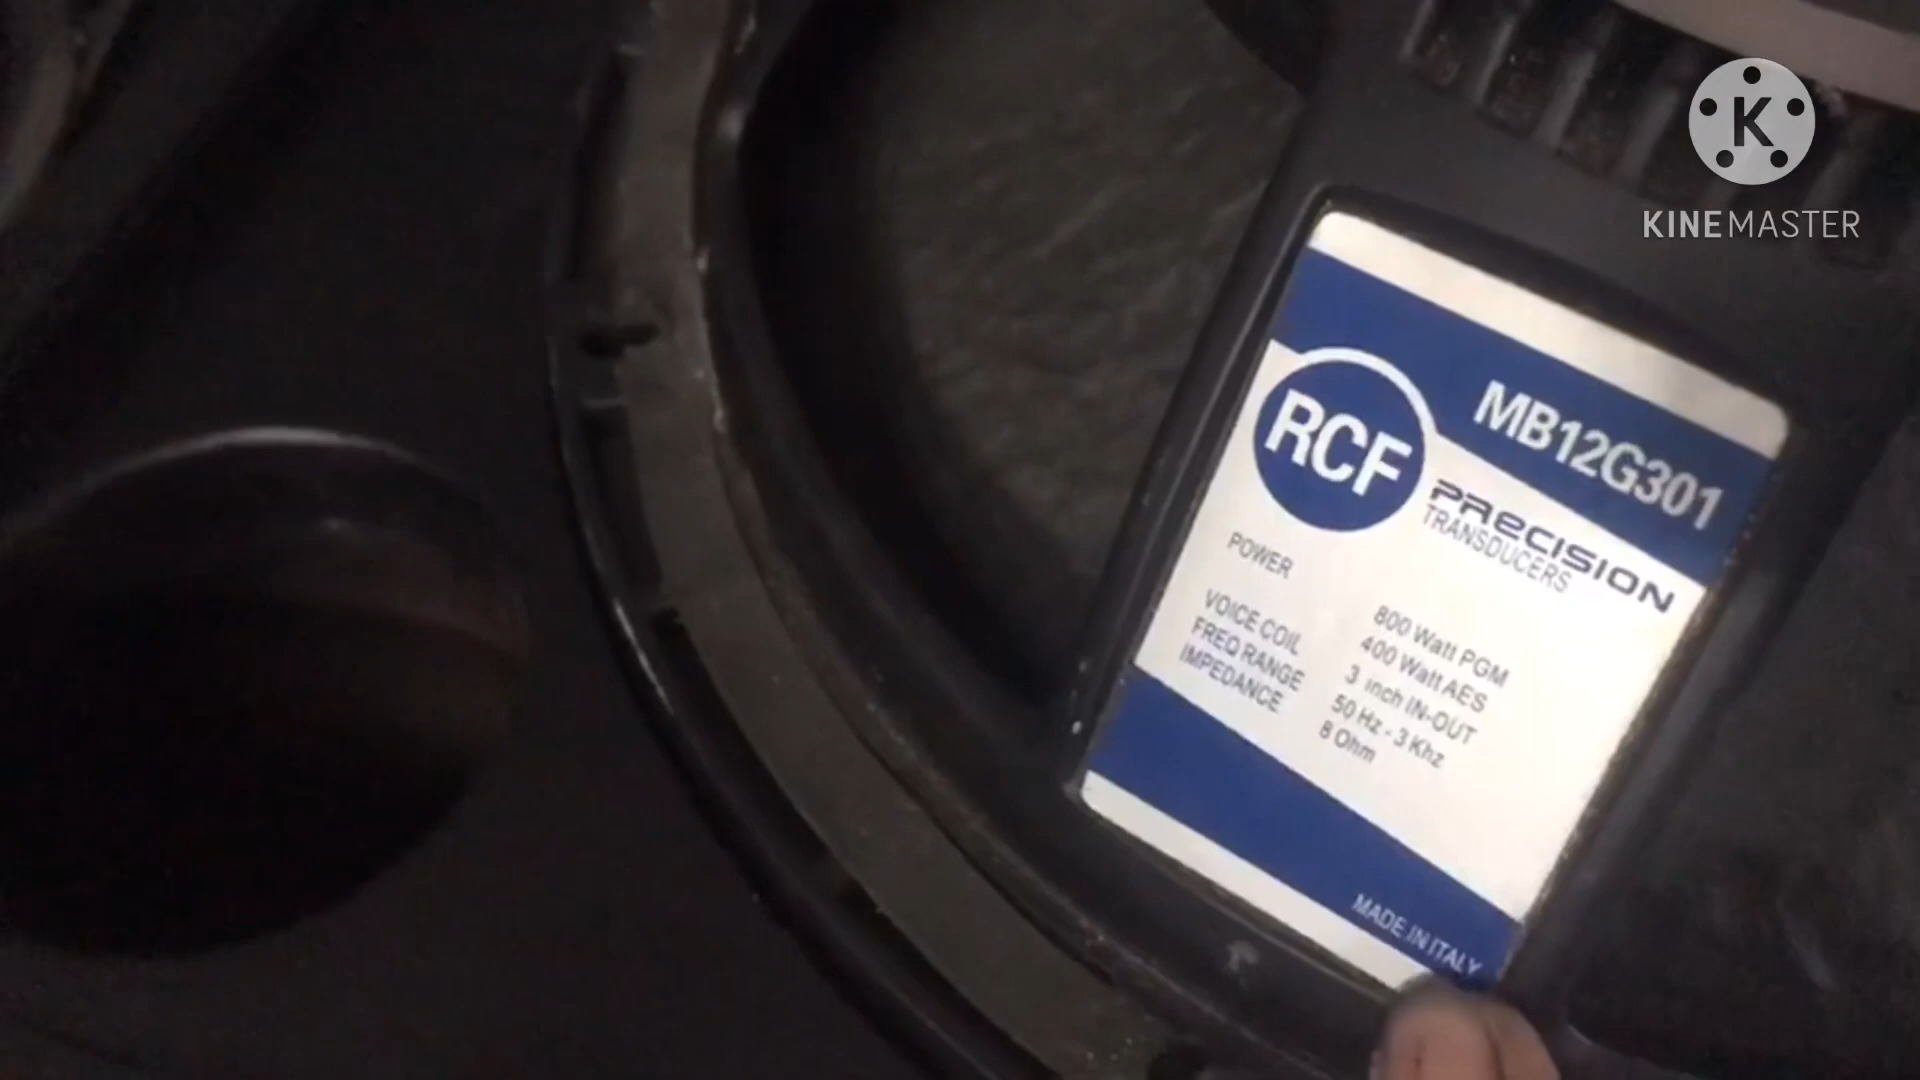 K
KINEMASTER
MB12G301
RCF
PRECISION
TRANSDUCERS
POWER 800 Watt PGM
400 Watt AES
VOICE COIL 3 inch IN-OUT
FREQ RANGE 50 Hz - 3 Khz
IMPEDANCE 8 Ohm
MADE IN ITALY